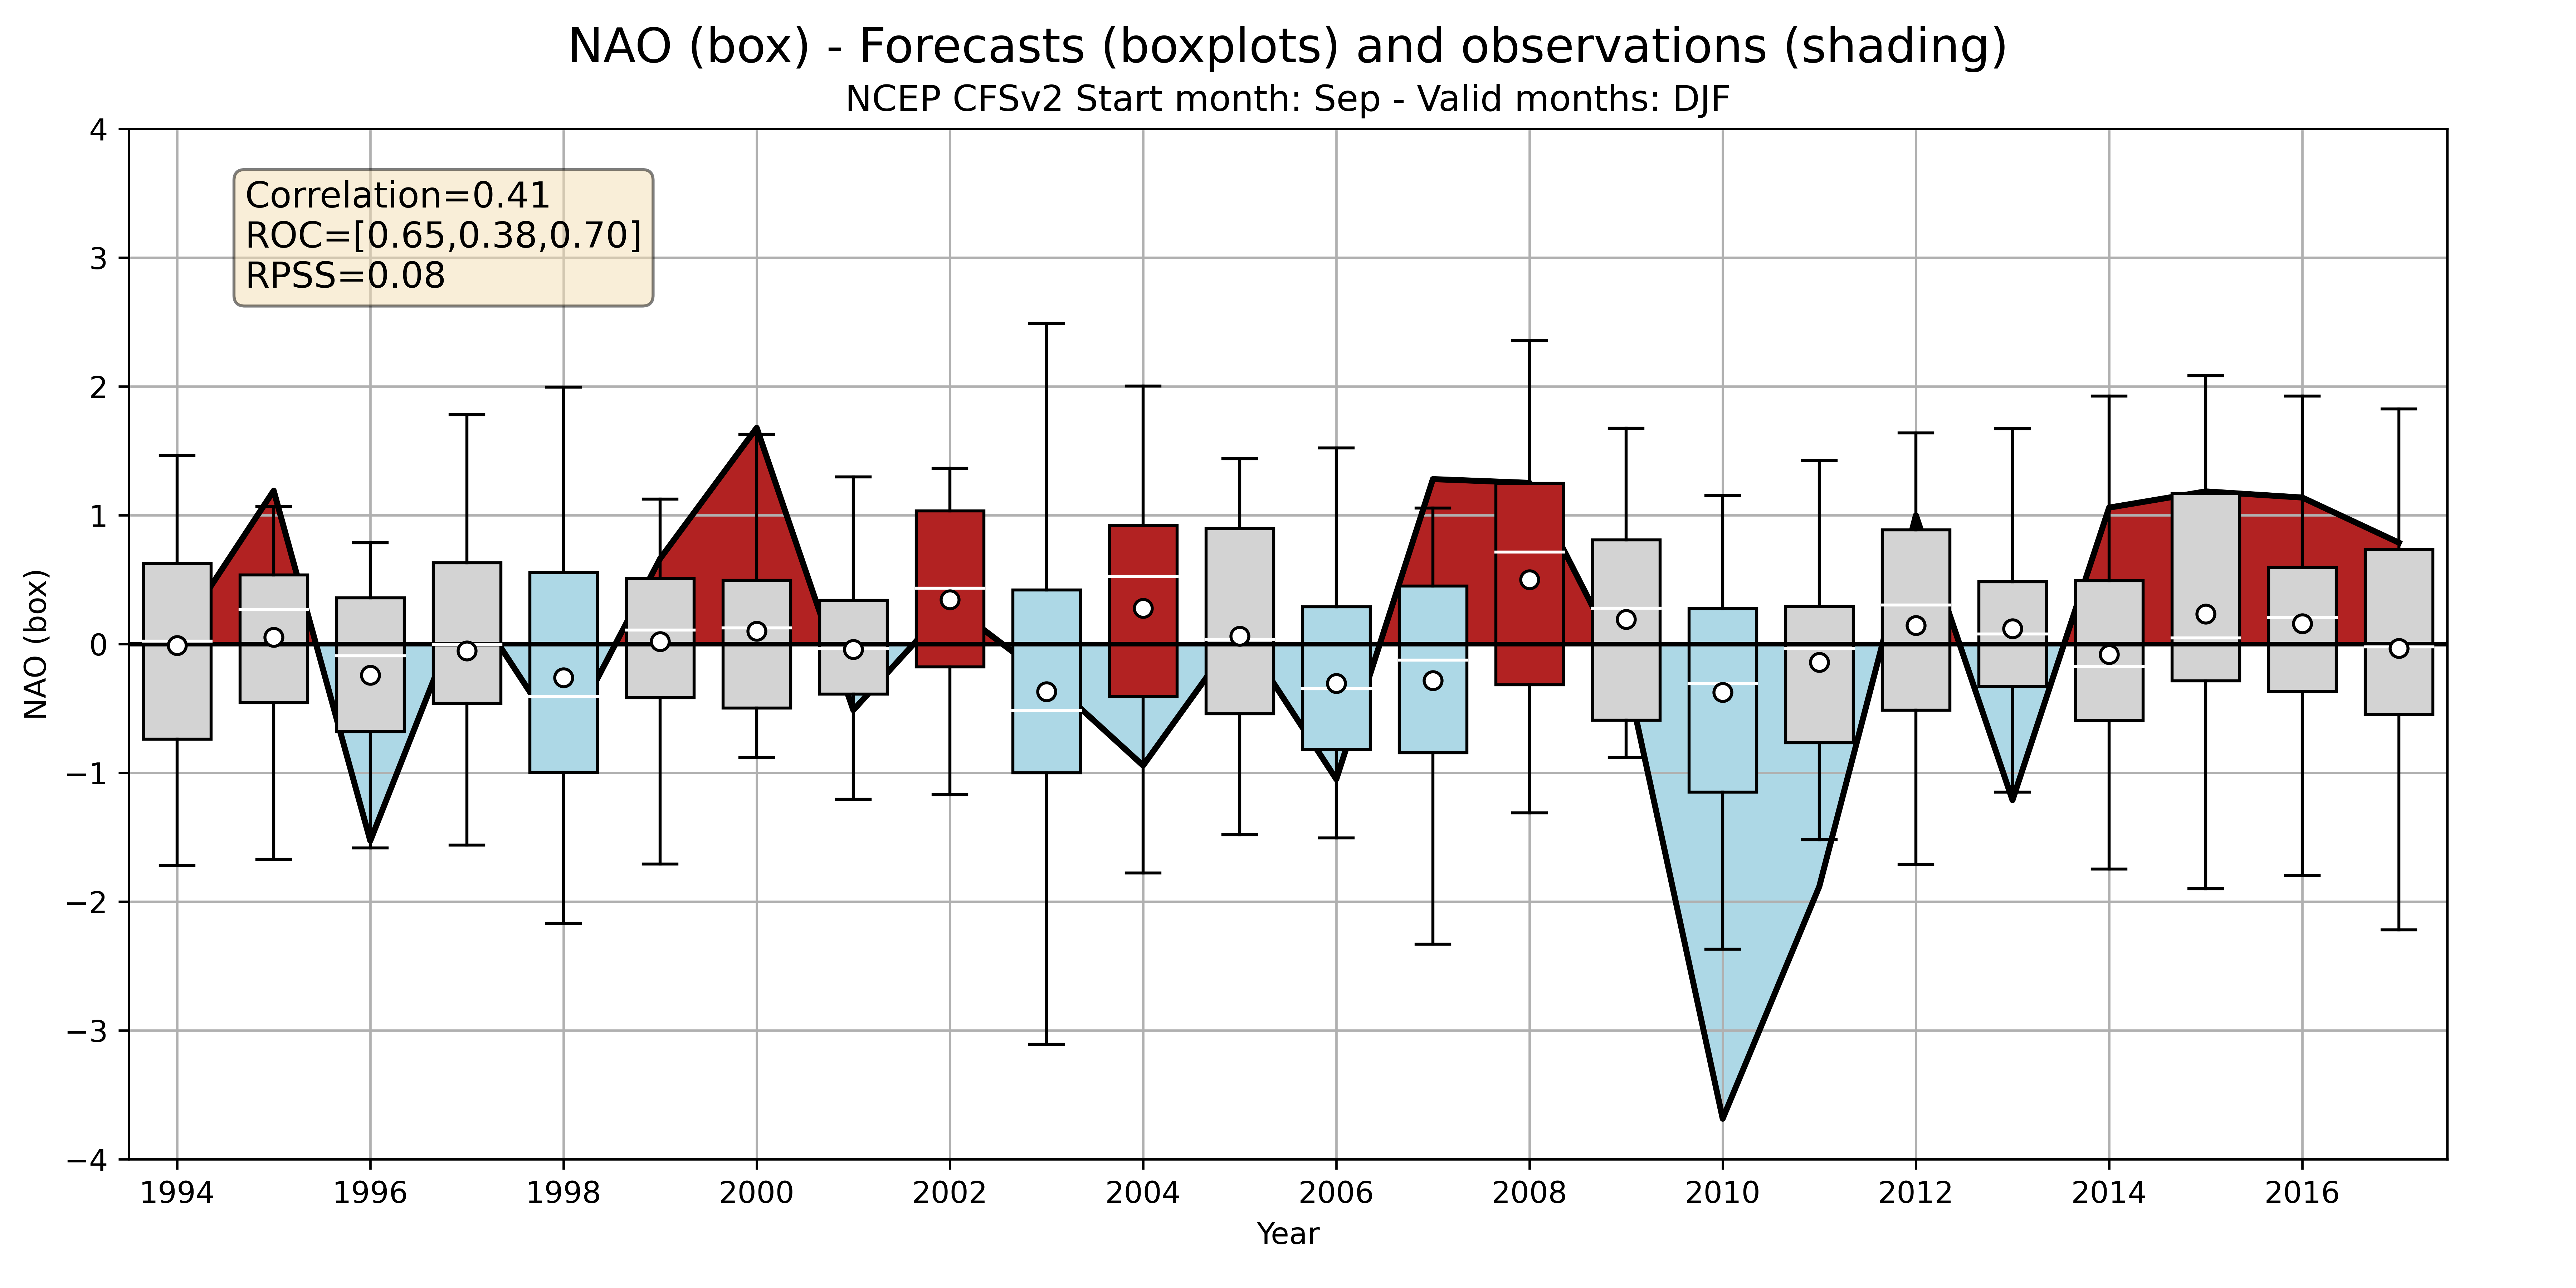 NAO (box) - Forecasts (boxplots) and observations (shading)
NCEP CFSv2 Start month: Sep - Valid months: DJF
Correlation=0.41
ROC=[0.65,0.38,0.70]
RPSS=0.08
NAO (box)
4
3
2
1
0
−1
−2
−3
−4
1994 1996 1998 2000 2002 2004 2006 2008 2010 2012 2014 2016
Year